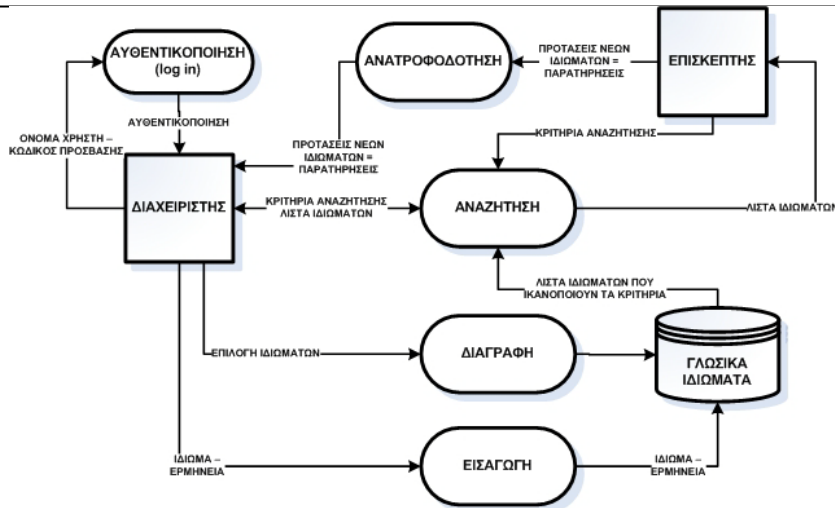 ΑΥΘΕΝΤΙΚΟΠΟΙΗΣΗ
(log in)
ΑΝΑΤΡΟΦΟΔΟΤΗΣΗ
ΠΡΟΤΑΣΕΙΣ ΝΕΩΝ
ΙΔΙΩΜΑΤΩΝ =
ΠΑΡΑΤΗΡΗΣΕΙΣ
ΕΠΙΣΚΕΠΤΗΣ
ΑΥΘΕΝΤΙΚΟΠΟΙΗΣΗ
ΟΝΟΜΑ ΧΡΗΣΤΗ –
ΚΩΔΙΚΟΣ ΠΡΟΣΒΑΣΗΣ
ΠΡΟΤΑΣΕΙΣ ΝΕΩΝ
ΙΔΙΩΜΑΤΩΝ =
ΠΑΡΑΤΗΡΗΣΕΙΣ
ΚΡΙΤΗΡΙΑ ΑΝΑΖΗΤΗΣΗΣ
ΔΙΑΧΕΙΡΙΣΤΗΣ
ΚΡΙΤΗΡΙΑ ΑΝΑΖΗΤΗΣΗΣ
ΛΙΣΤΑ ΙΔΙΩΜΑΤΩΝ
ΑΝΑΖΗΤΗΣΗ
ΛΙΣΤΑ ΙΔΙΩΜΑΤΩΝ
ΛΙΣΤΑ ΙΔΙΩΜΑΤΩΝ ΠΟΥ
ΙΚΑΝΟΠΟΙΟΥΝ ΤΑ ΚΡΙΤΗΡΙΑ
ΕΠΙΛΟΓΗ ΙΔΙΩΜΑΤΩΝ
ΔΙΑΓΡΑΦΗ
ΓΛΩΣΙΚΑ
ΙΔΙΩΜΑΤΑ
ΙΔΙΩΜΑ –
ΕΡΜΗΝΕΙΑ
ΕΙΣΑΓΩΓΗ
ΙΔΙΩΜΑ –
ΕΡΜΗΝΕΙΑ